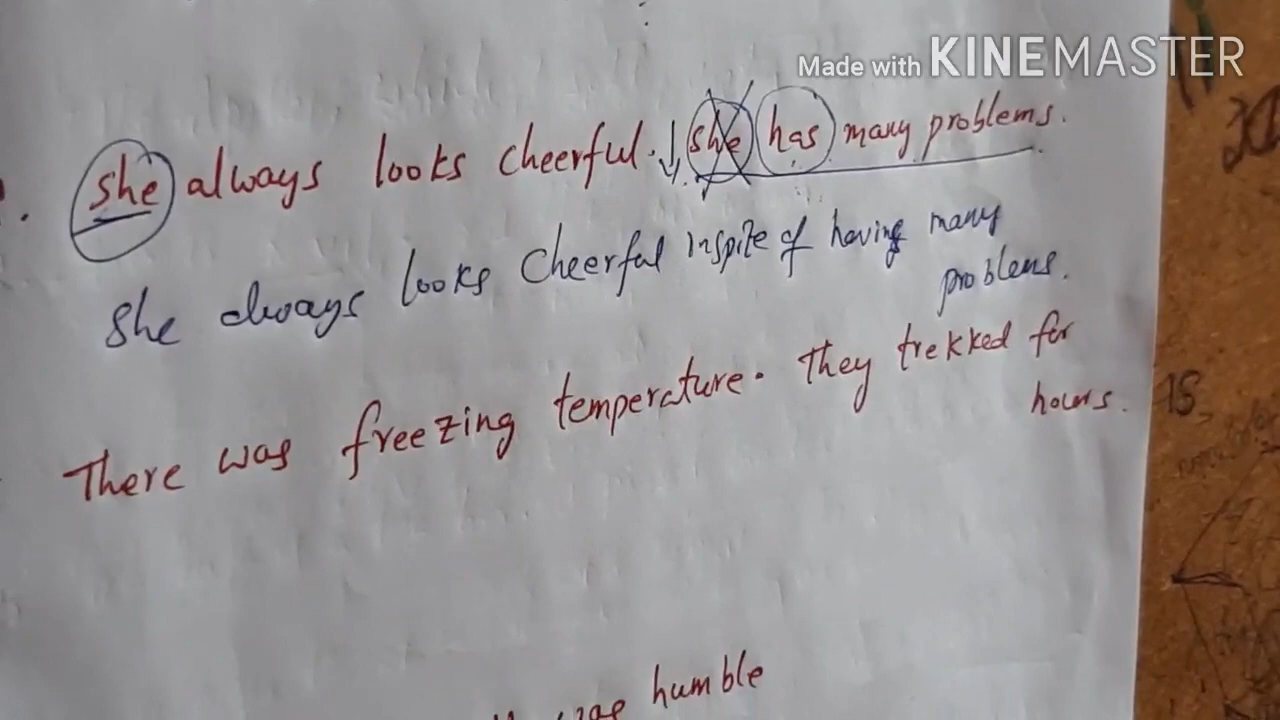 Made with KINEMASTER
she always looks cheerful. she has many problems.
She always looks Cheerful inspite of having many
problems.
There was freezing temperature. They trekked for
hours.
15
humble